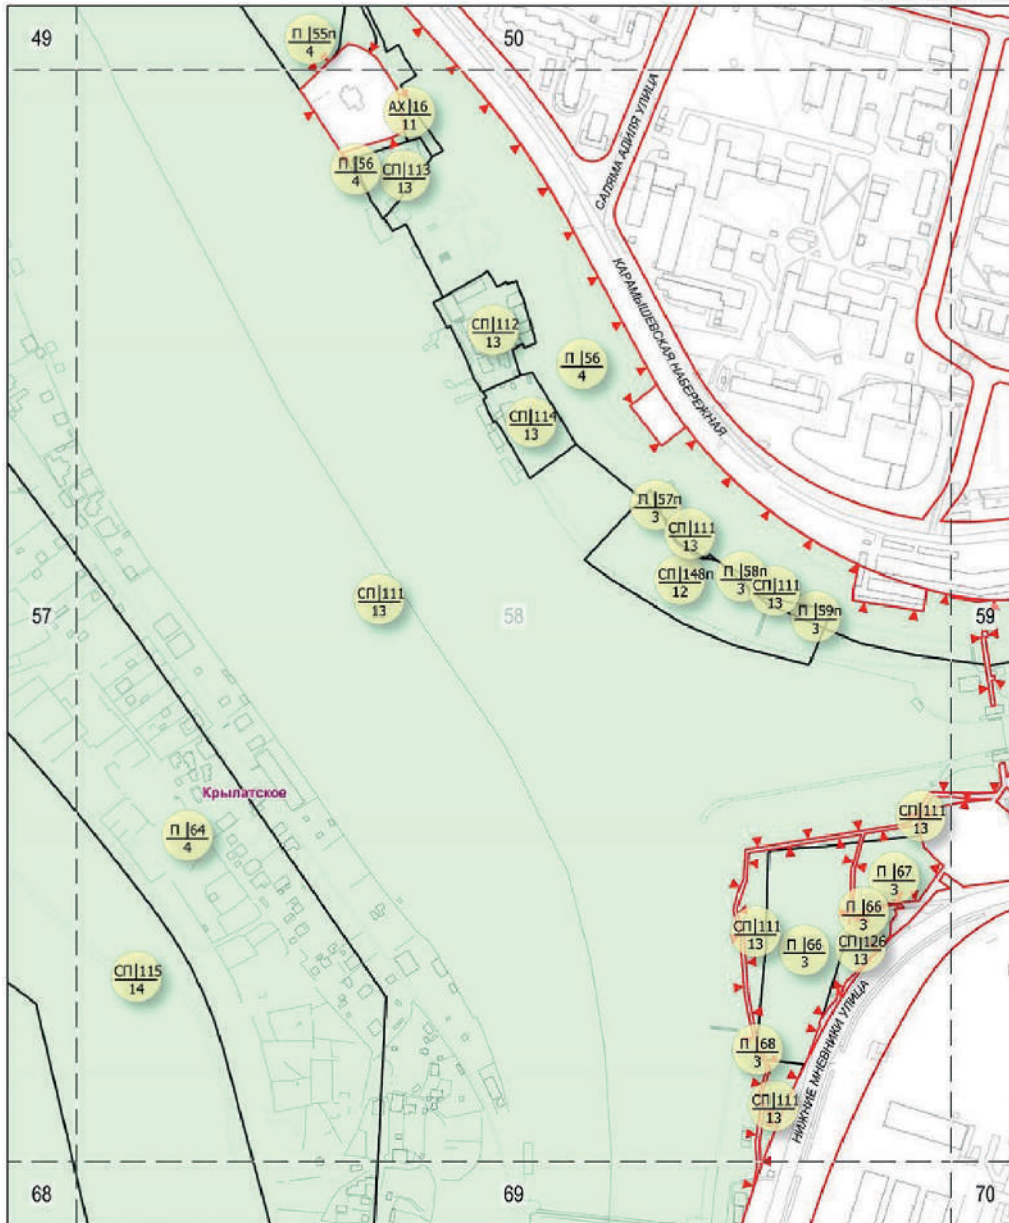 49
50
П 55п
4
АХ 16
11
П 56
4
СП 113
13
САЛЯМА АДИЛЯ УЛИЦА
КАРАМЫШЕВСКАЯ НАБЕРЕЖНАЯ
СП 112
13
П 56
4
СП 114
13
П 57п
3
СП 111
13
СП 148п
12
П 58п
3
СП 111
13
П 59п
3
СП 111
13
57
58
59
Крылатское
П 64
4
СП 111
13
П 67
3
П 66
3
СП 111
13
П 66
3
СП 126
13
СП 115
14
П 68
3
СП 111
13
НИЖНИЕ МНЕВНИКИ УЛИЦА
68
69
70